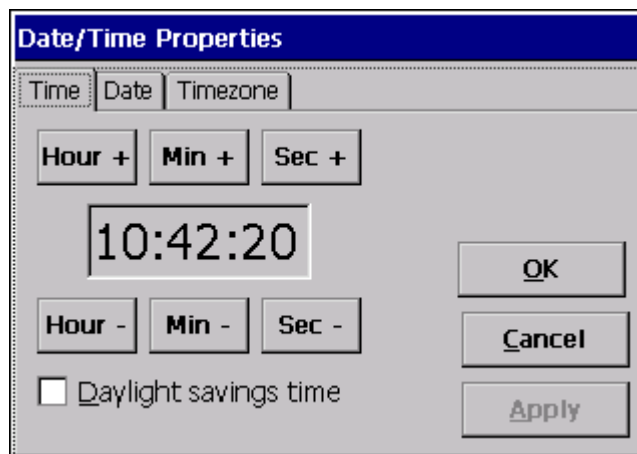 Date/Time Properties
Time Date Timezone
Hour + Min + Sec +
10:42:20
OK
Hour - Min - Sec -
Cancel
Daylight savings time
Apply